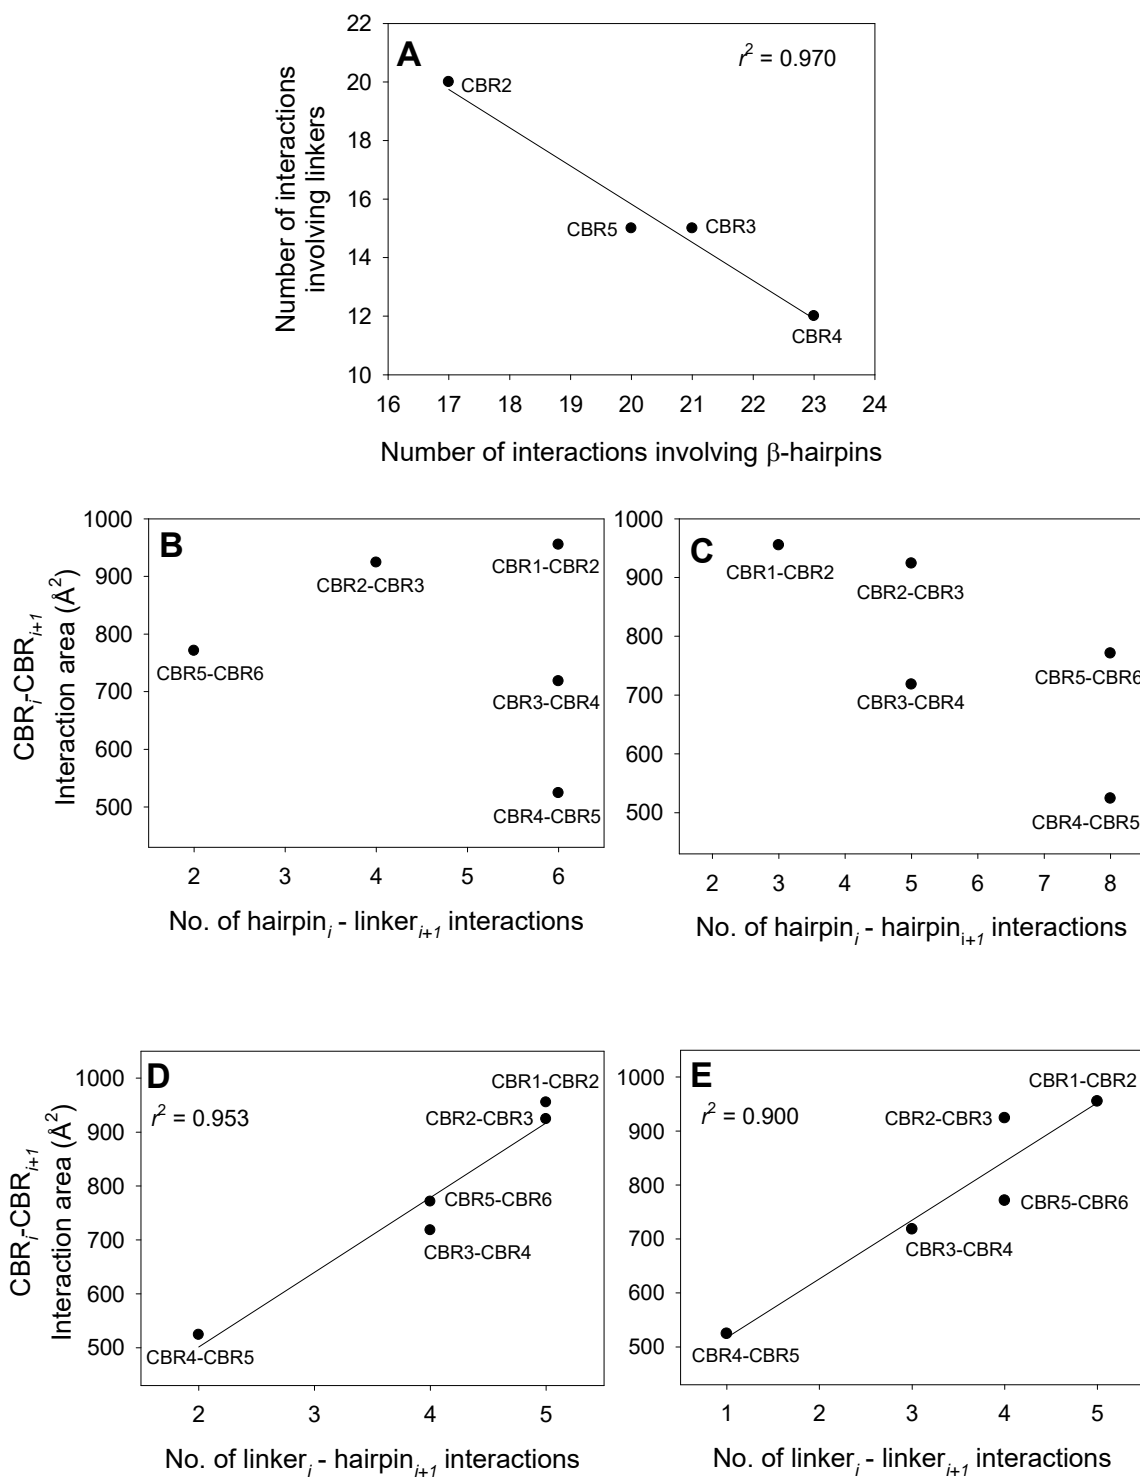 A
r² = 0.970
Number of interactions
involving linkers
22
20
18
16
14
12
10
CBR2
CBR5
CBR3
CBR4
16 17 18 19 20 21 22 23 24
Number of interactions involving β-hairpins
B
CBRi-CBRi+1
Interaction area (Å²)
1000
900
800
700
600
500
CBR1-CBR2
CBR2-CBR3
CBR5-CBR6
CBR3-CBR4
CBR4-CBR5
2 3 4 5 6
No. of hairpini - linkeri+1 interactions
C
1000
900
800
700
600
500
CBR1-CBR2
CBR2-CBR3
CBR5-CBR6
CBR3-CBR4
CBR4-CBR5
2 3 4 5 6 7 8
No. of hairpini - hairpini+1 interactions
D
r² = 0.953
CBRi-CBRi+1
Interaction area (Å²)
1000
900
800
700
600
500
CBR1-CBR2
CBR2-CBR3
CBR5-CBR6
CBR3-CBR4
CBR4-CBR5
2 3 4 5
No. of linkeri - hairpini+1 interactions
E
r² = 0.900
1000
900
800
700
600
500
CBR1-CBR2
CBR2-CBR3
CBR5-CBR6
CBR3-CBR4
CBR4-CBR5
1 2 3 4 5
No. of linkeri - linkeri+1 interactions